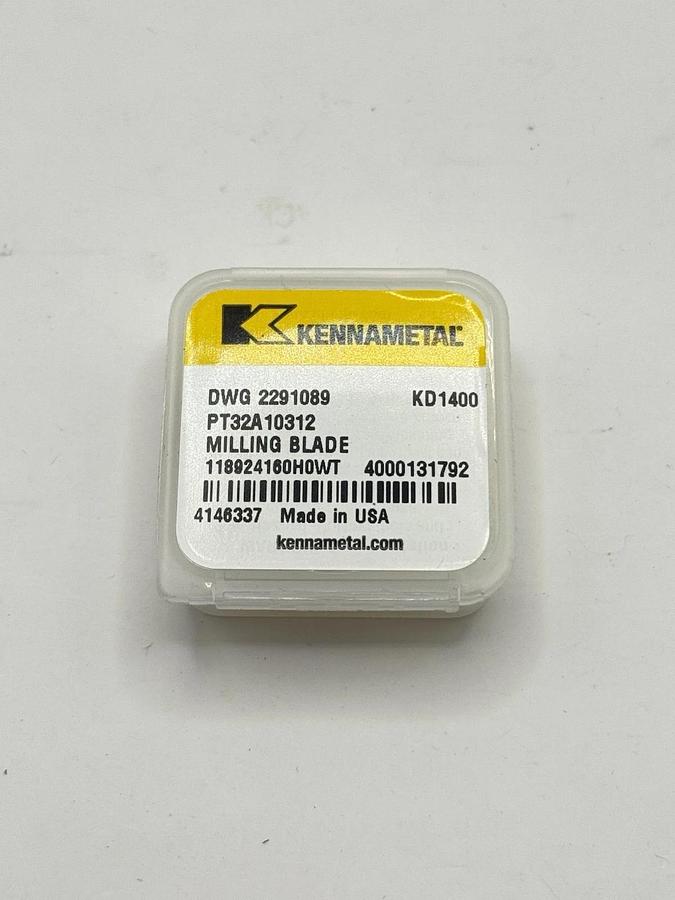 KENNAMETAL
DWG 2291089 KD1400
PT32A10312
MILLING BLADE
118924160H0WT 4000131792
4146337 Made in USA
kennametal.com